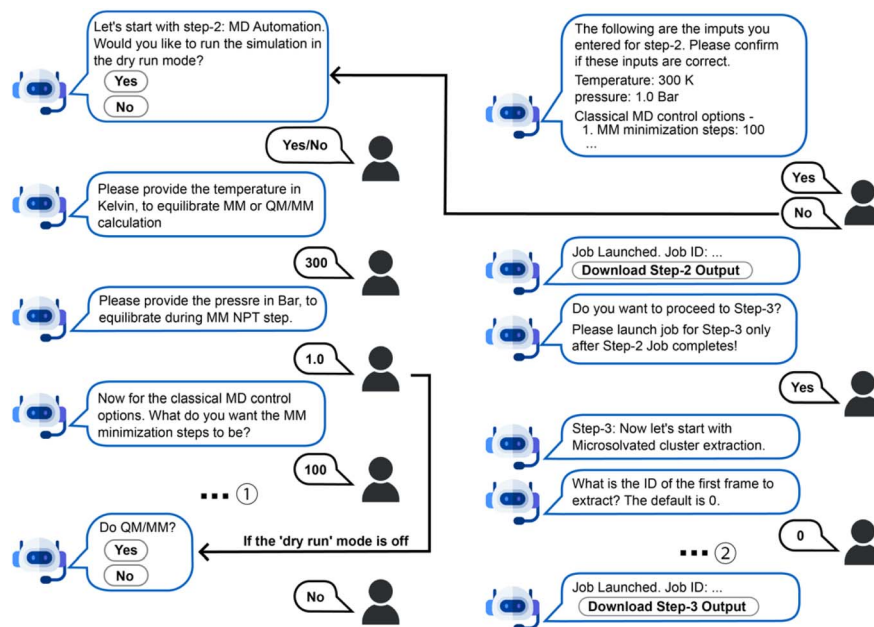 Let's start with step-2: MD Automation.
Would you like to run the simulation in
the dry run mode?
Yes
No
Yes/No
Please provide the temperature in
Kelvin, to equilibrate MM or QM/MM
calculation
300
Please provide the pressre in Bar, to
equilibrate during MM NPT step.
1.0
Now for the classical MD control
options. What do you want the MM
minimization steps to be?
100
... ①
Do QM/MM?
Yes
No
If the 'dry run' mode is off
No
The following are the imputs you
entered for step-2. Please confirm
if these inputs are correct.
Temperature: 300 K
pressure: 1.0 Bar
Classical MD control options -
1. MM minimization steps: 100
...
Yes
No
Job Launched. Job ID: ...
Download Step-2 Output
Do you want to proceed to Step-3?
Please launch job for Step-3 only
after Step-2 Job completes!
Yes
Step-3: Now let's start with
Microsolvated cluster extraction.
What is the ID of the first frame to
extract? The default is 0.
0
... ②
Job Launched. Job ID: ...
Download Step-3 Output